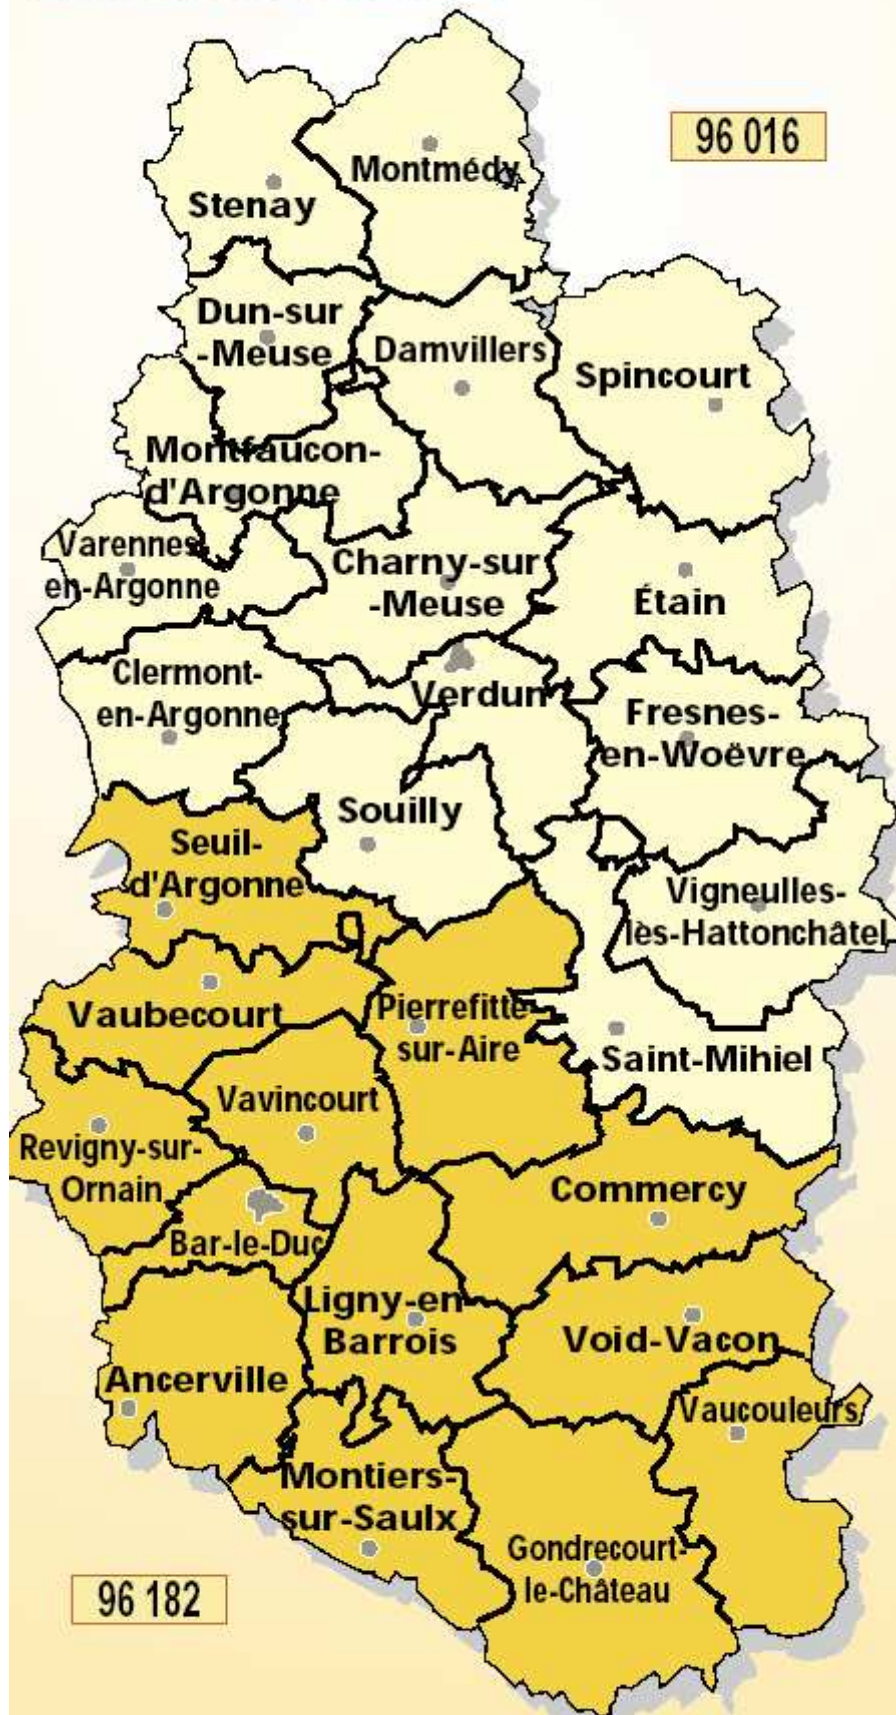 96 016
Montmédy
Stenay
Dun-sur
-Meuse
Damvillers
Spincourt
Montfaucon-
d'Argonne
Varennes
en-Argonne
Charny-sur
-Meuse
Étain
Clermont-
en-Argonne
Verdun
Fresnes-
en-Woëvre
Souilly
Seuil-
d'Argonne
Vigneulles-
lès-Hattonchâtel
Vaubecourt
Pierrefitte-
sur-Aire
Saint-Mihiel
Vavincourt
Revigny-sur-
Ornain
Commercy
Bar-le-Duc
Ligny-en
Barrois
Void-Vacon
Ancerville
Vaucouleurs
Montiers-
sur-Saulx
Gondrecourt-
le-Château
96 182